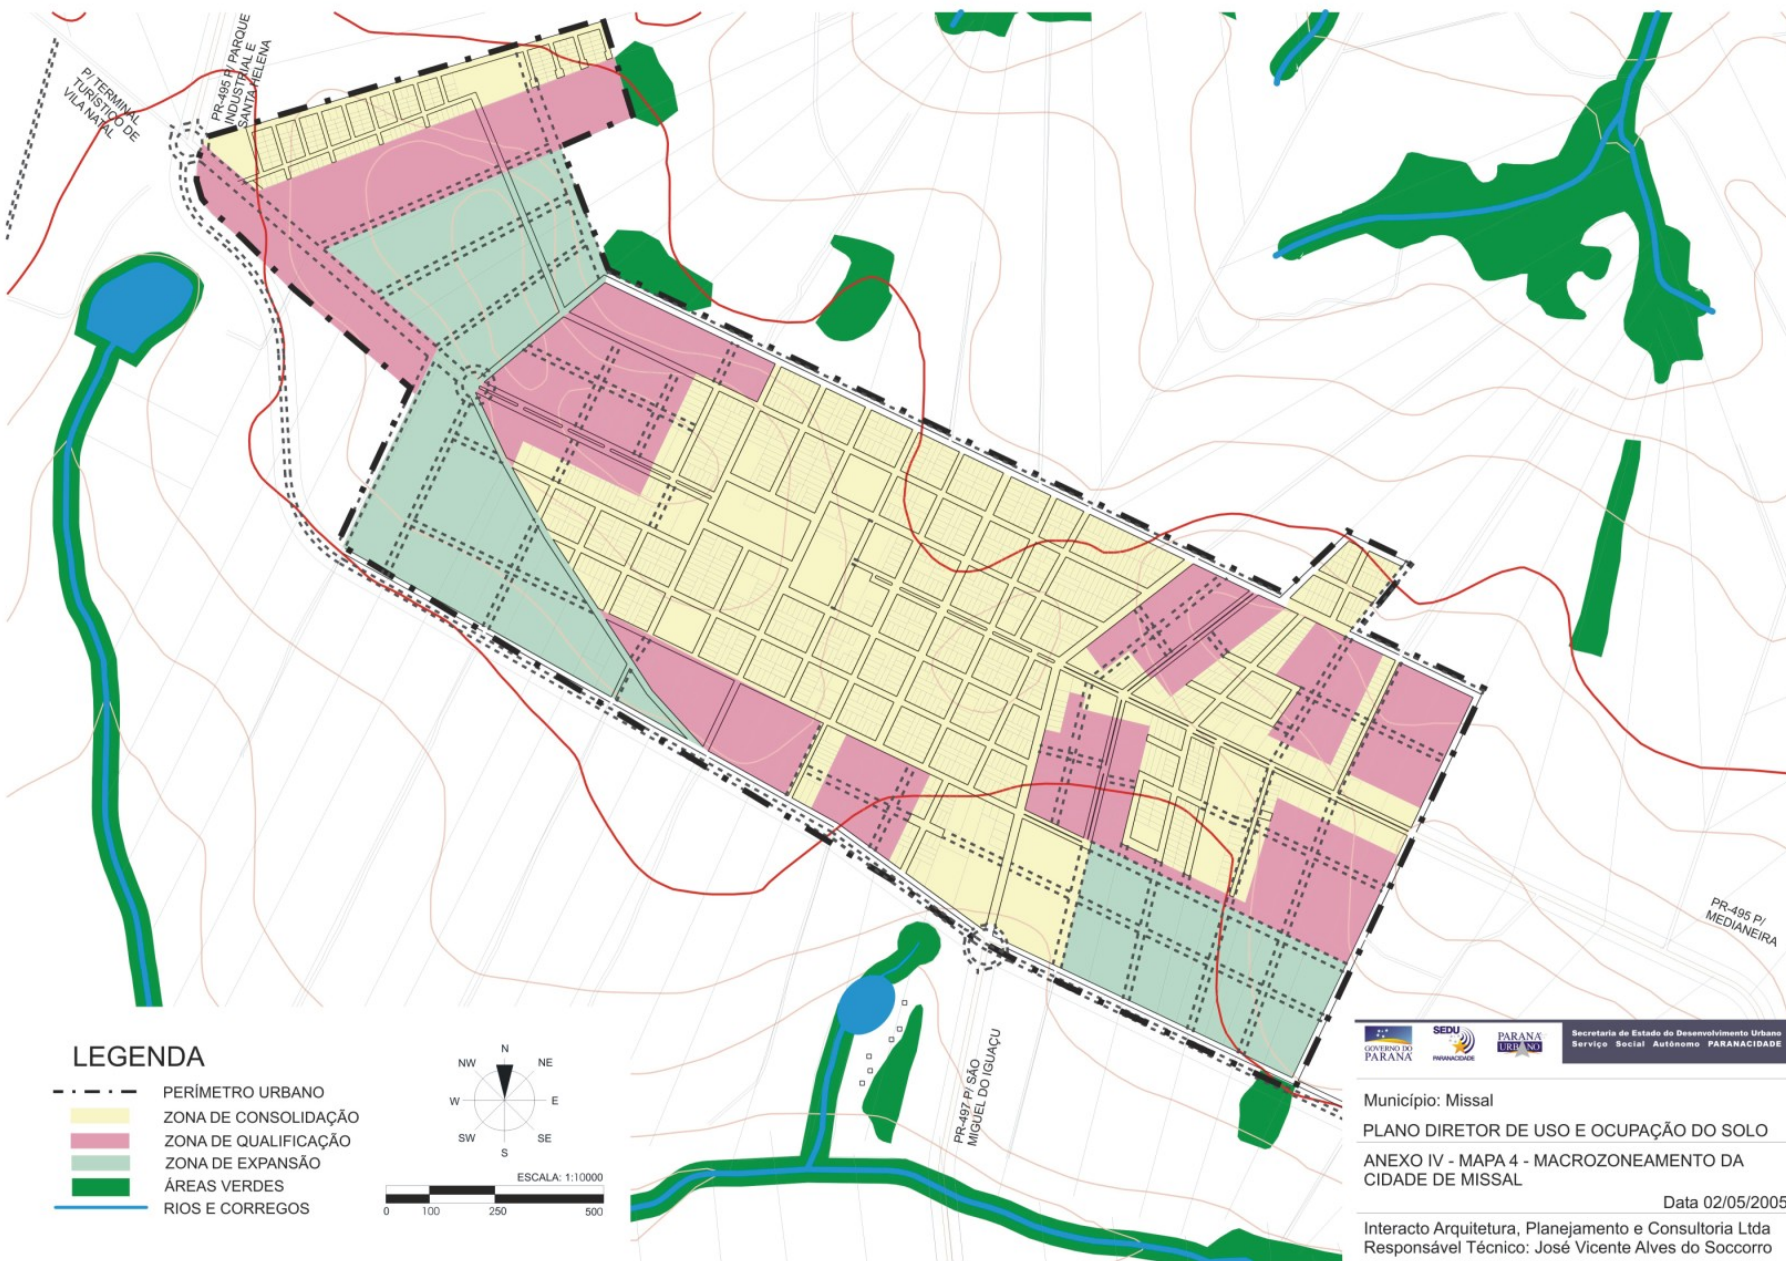 P/ TERMINAL
TURÍSTICO DE
VILA NATAL
PR-495 P/ PARQUE
INDUSTRIAL E
SANTA HELENA
PR-495 P/
MEDIANEIRA
PR-497 P/ SÃO
MIGUEL DO IGUAÇU
LEGENDA
PERÍMETRO URBANO
ZONA DE CONSOLIDAÇÃO
ZONA DE QUALIFICAÇÃO
ZONA DE EXPANSÃO
ÁREAS VERDES
RIOS E CORREGOS
N
NW NE
W E
SW SE
S
ESCALA: 1:10000
0 100 250 500
GOVERNO DO
PARANÁ
SEDU
PARANACIDADE
PARANÁ
URBANO
Secretaria de Estado do Desenvolvimento Urbano
Serviço Social Autônomo PARANACIDADE
Município: Missal
PLANO DIRETOR DE USO E OCUPAÇÃO DO SOLO
ANEXO IV - MAPA 4 - MACROZONEAMENTO DA
CIDADE DE MISSAL
Data 02/05/2005
Interacto Arquitetura, Planejamento e Consultoria Ltda
Responsável Técnico: José Vicente Alves do Soccorro